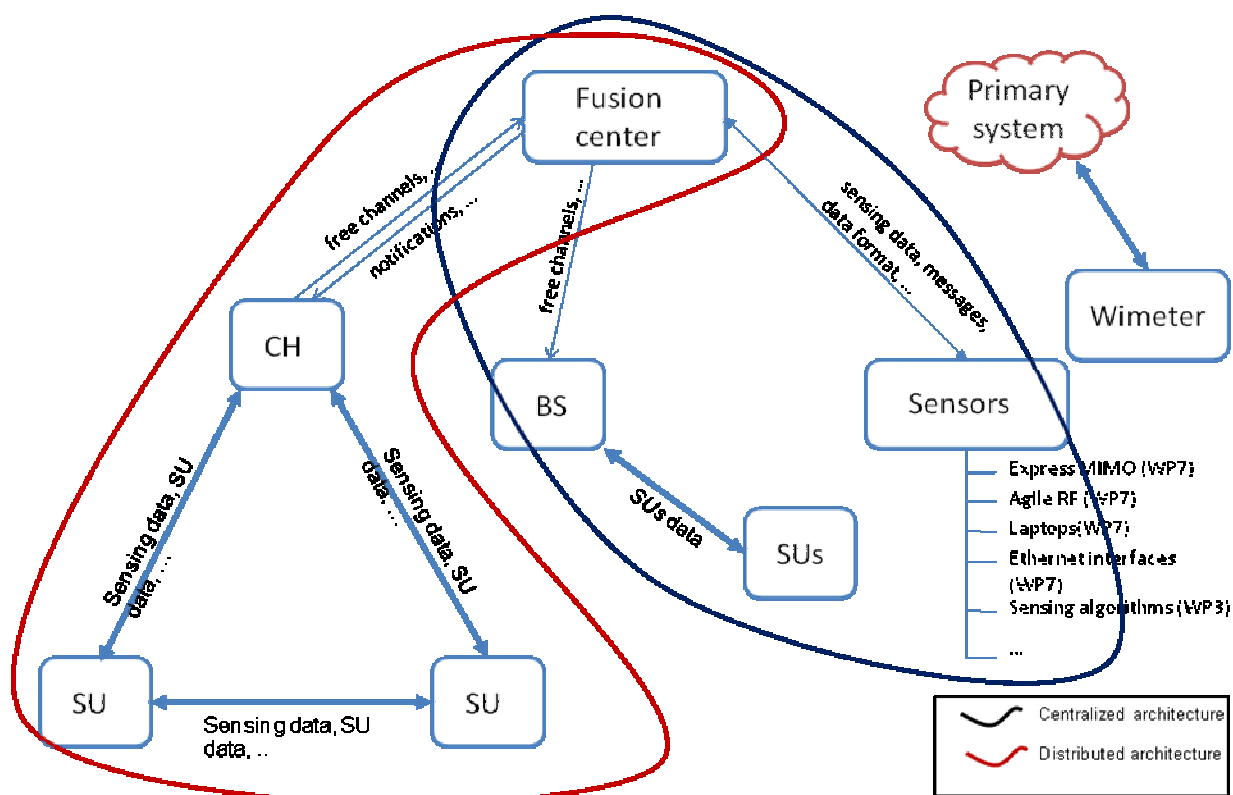 Fusion
center
Primary
system
free channels, ..
notifications, ...
free channels, ...
sensing data, messages,
data format, ...
Wimeter
CH
BS
Sensors
Express MIMO (WP7)
Agile RF (WP7)
Laptops(WP7)
Ethernet interfaces
(WP7)
Sensing algorithms (WP3)
...
Sensing data, SU
data, ...
Sensing data, SU
data, ...
SUs data
SUs
SU
SU
Sensing data, SU
data, ..
Centralized architecture
Distributed architecture